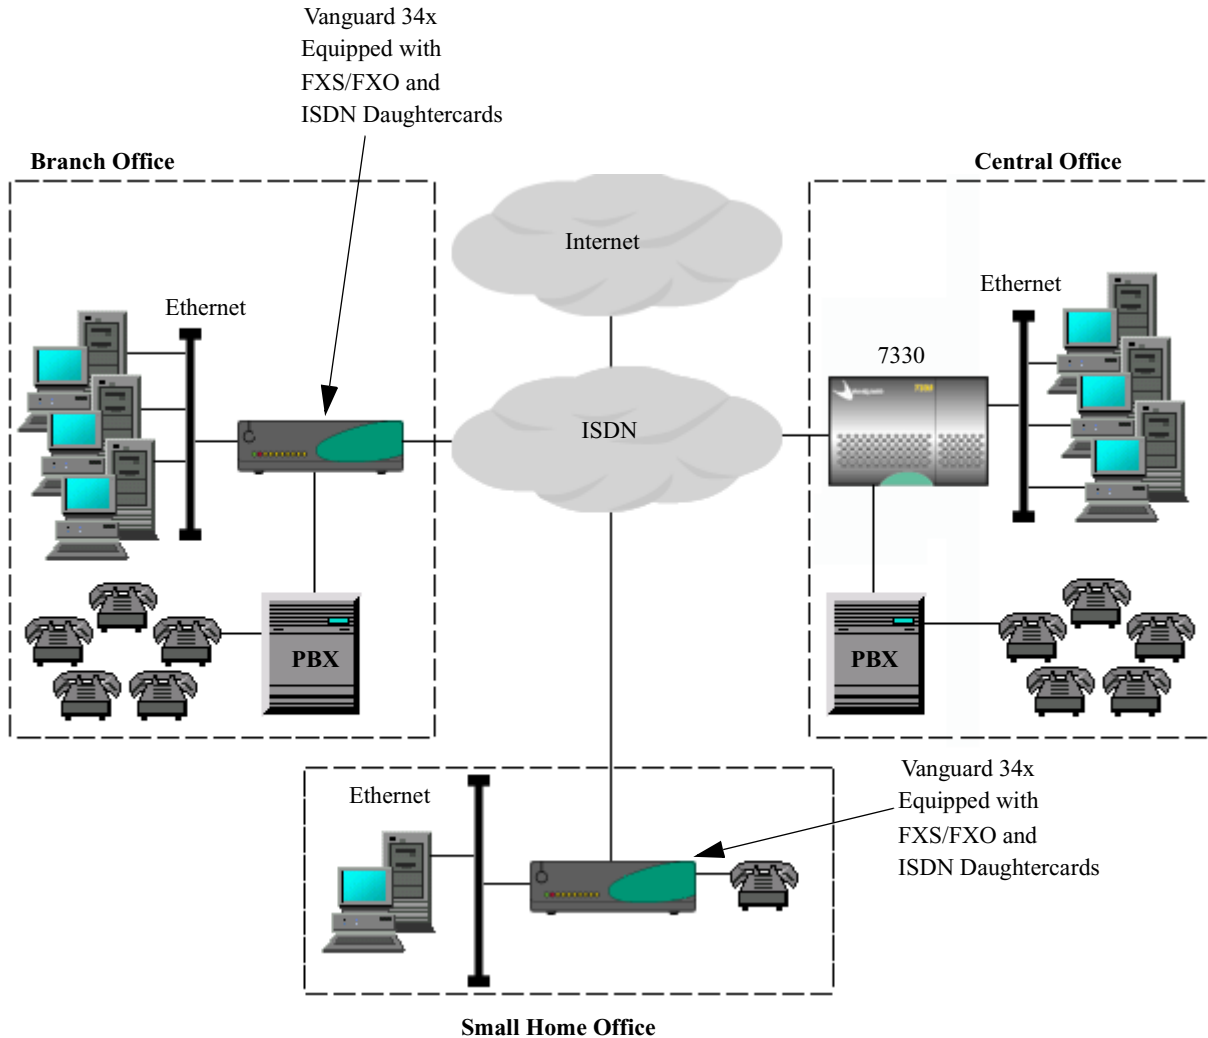 Vanguard 34x
Equipped with
FXS/FXO and
ISDN Daughtercards
Branch Office
Central Office
Internet
Ethernet
Ethernet
7330
7330
ISDN
PBX
PBX
Vanguard 34x
Equipped with
FXS/FXO and
ISDN Daughtercards
Ethernet
Small Home Office